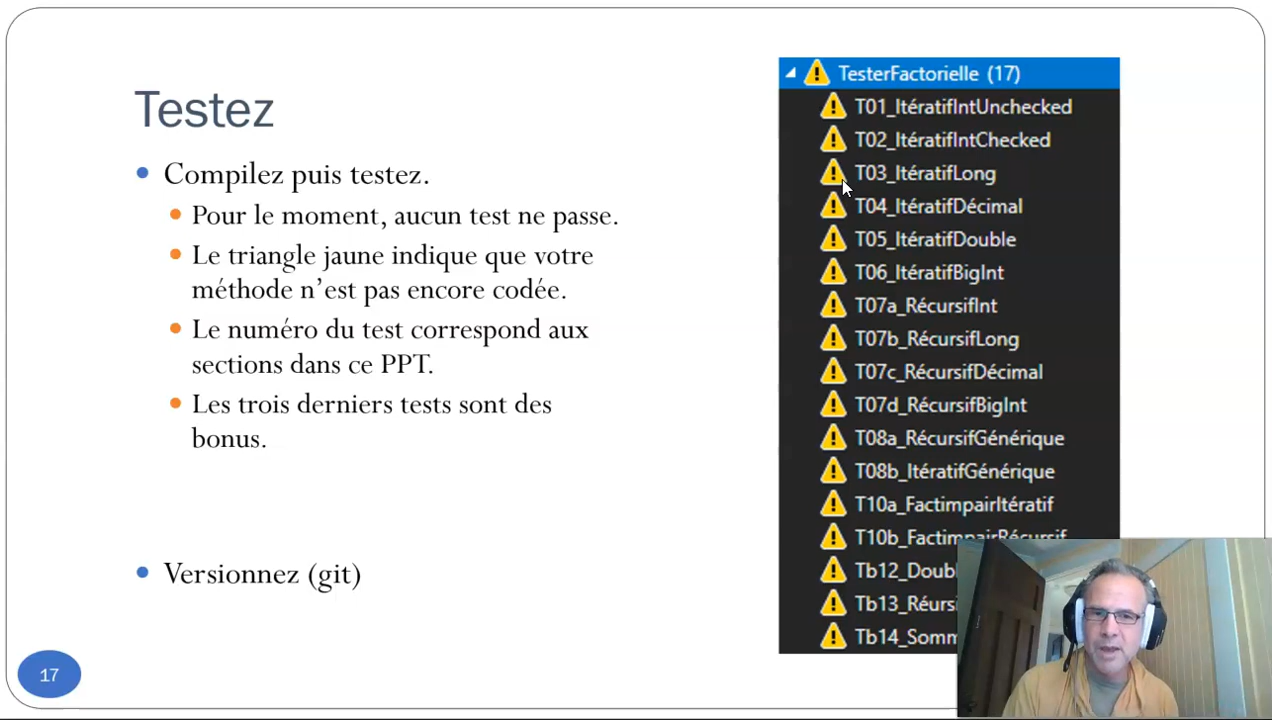 Testez
Compilez puis testez.
Pour le moment, aucun test ne passe.
Le triangle jaune indique que votre
méthode n'est pas encore codée.
Le numéro du test correspond aux
sections dans ce PPT.
Les trois derniers tests sont des
bonus.
Versionnez (git)
17
TesterFactorielle (17)
T01_ItératifIntUnchecked
T02_ItératifIntChecked
T03_ItératifLong
T04_ItératifDécimal
T05_ItératifDouble
T06_ItératifBigInt
T07a_RécursifInt
T07b_RécursifLong
T07c_RécursifDécimal
T07d_RécursifBigInt
T08a_RécursifGénérique
T08b_ItératifGénérique
T10a_FactimpairItératif
T10b_FactimpairRécursif
Tb12_Doub
Tb13_Réursi
Tb14_Somm